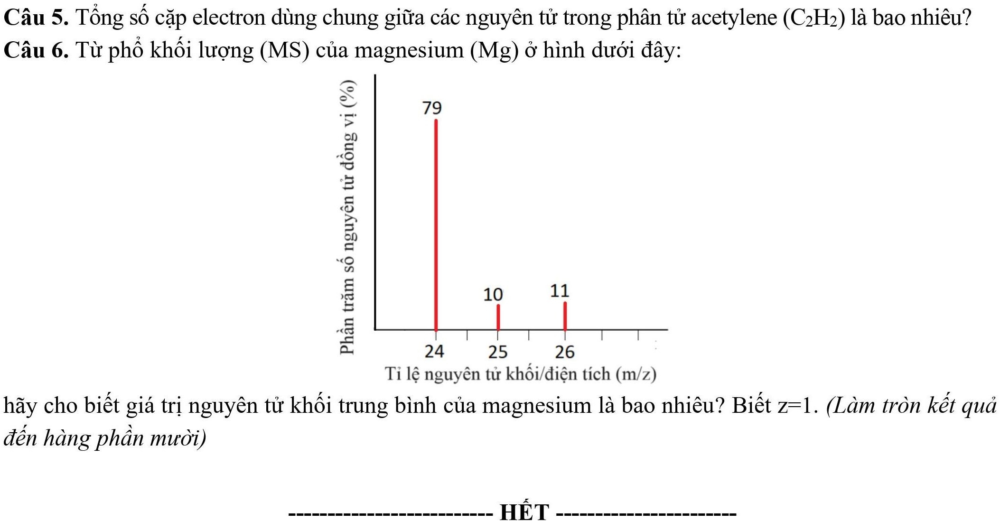 Câu 5. Tổng số cặp electron dùng chung giữa các nguyên tử trong phân tử acetylene (C₂H₂) là bao nhiêu?
Câu 6. Từ phổ khối lượng (MS) của magnesium (Mg) ở hình dưới đây:
Phần trăm số nguyên tử đồng vị (%)
79
10
11
24 25 26
Tỉ lệ nguyên tử khối/điện tích (m/z)
hãy cho biết giá trị nguyên tử khối trung bình của magnesium là bao nhiêu? Biết z=1. (Làm tròn kết quả
đến hàng phần mười)
-------------------------- HẾT -----------------------